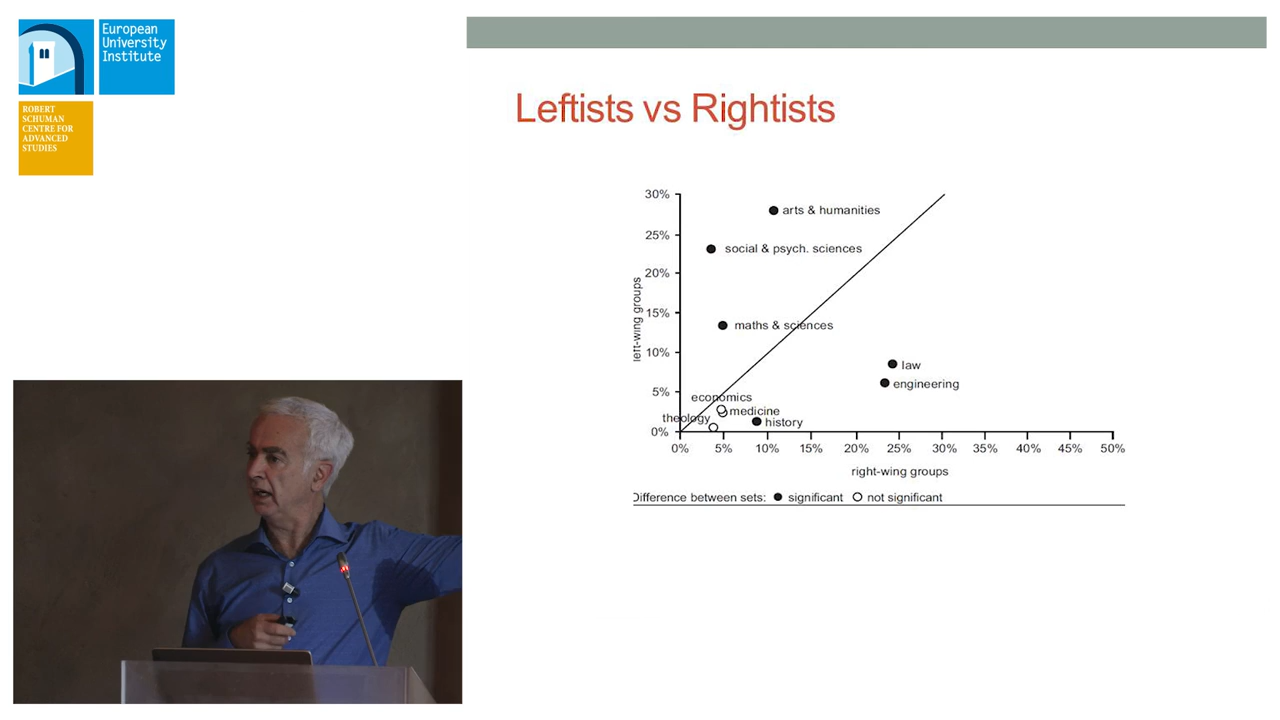 European
University
Institute
ROBERT
SCHUMAN
CENTRE FOR
ADVANCED
STUDIES
Leftists vs Rightists
30%
25%
20%
15%
10%
5%
0%
left-wing groups
arts & humanities
social & psych. sciences
maths & sciences
law
engineering
economics
medicine
theology
history
0% 5% 10% 15% 20% 25% 30% 35% 40% 45% 50%
right-wing groups
Difference between sets: significant not significant